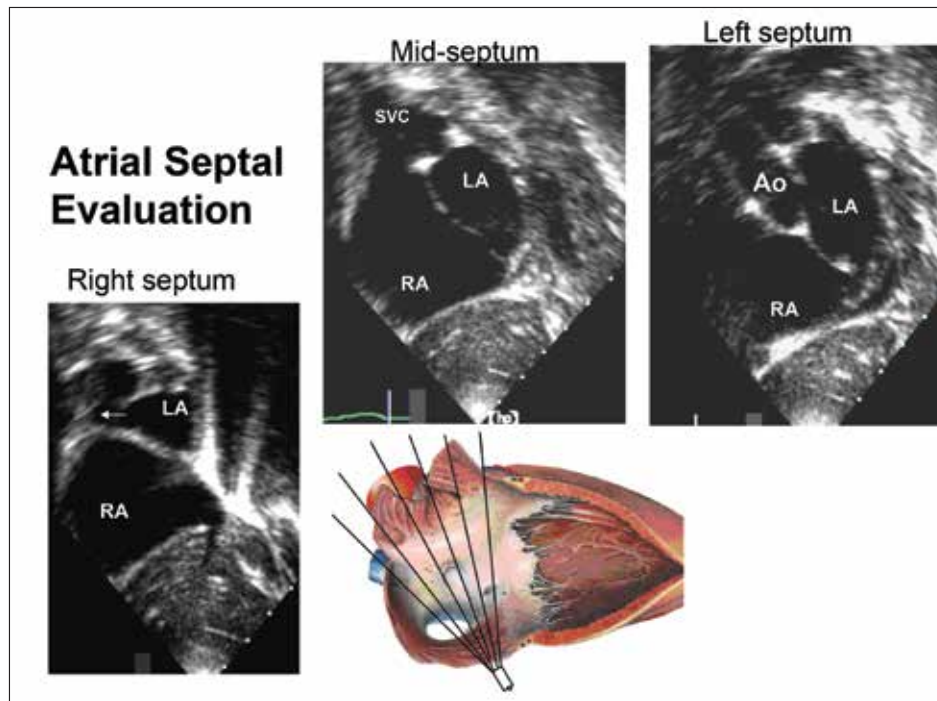 Atrial Septal
Evaluation
Right septum
LA
RA
Mid-septum
SVC
LA
RA
Left septum
Ao
LA
RA